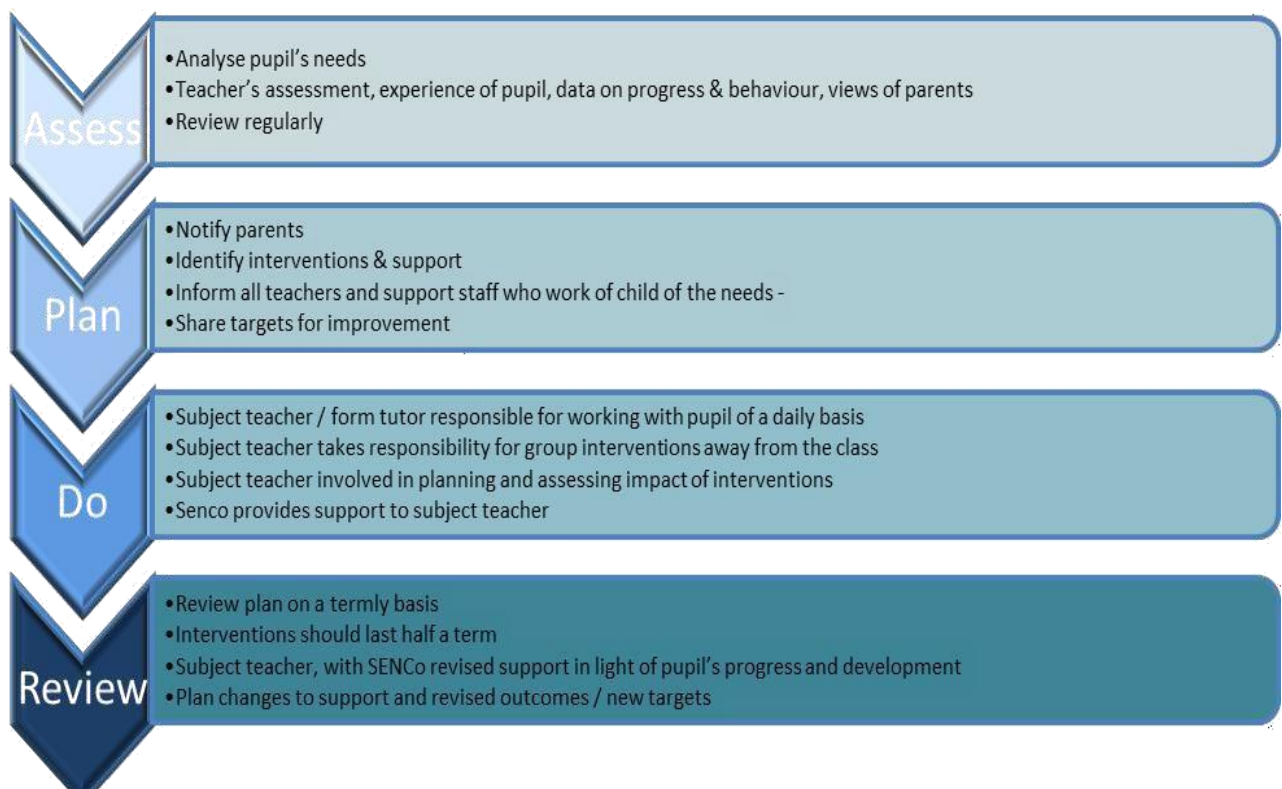 Assess
•Analyse pupil's needs
•Teacher's assessment, experience of pupil, data on progress & behaviour, views of parents
•Review regularly
Plan
•Notify parents
•Identify interventions & support
•Inform all teachers and support staff who work of child of the needs -
•Share targets for improvement
Do
•Subject teacher / form tutor responsible for working with pupil of a daily basis
•Subject teacher takes responsibility for group interventions away from the class
•Subject teacher involved in planning and assessing impact of interventions
•Senco provides support to subject teacher
Review
•Review plan on a termly basis
•Interventions should last half a term
•Subject teacher, with SENCo revised support in light of pupil's progress and development
•Plan changes to support and revised outcomes / new targets